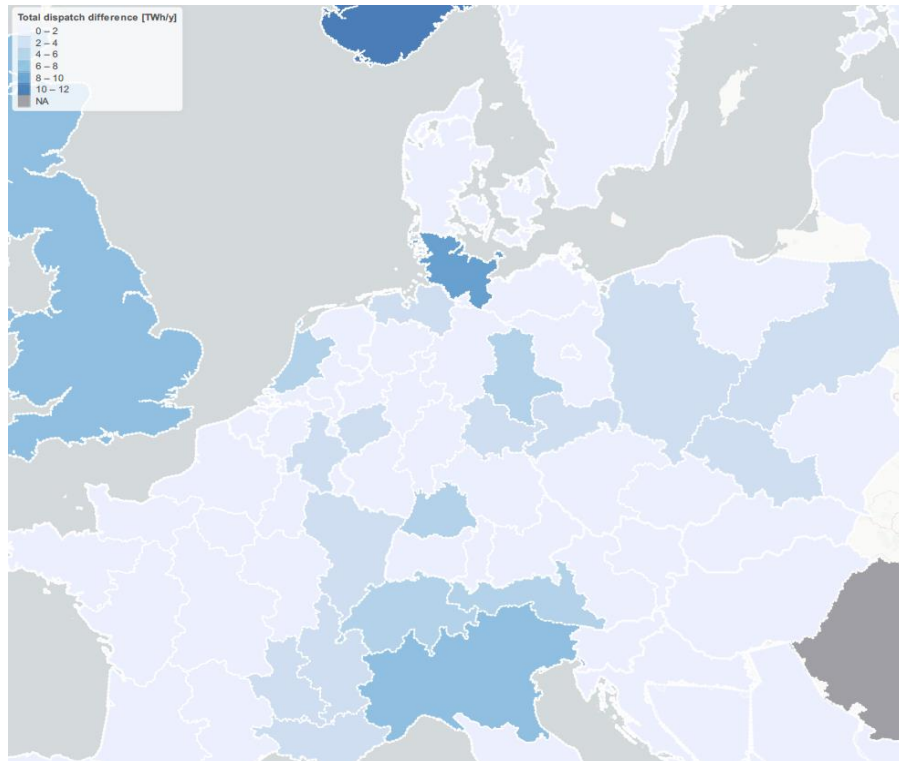 Total dispatch difference [TWh/y]
0 – 2
2 – 4
4 – 6
6 – 8
8 – 10
10 – 12
NA